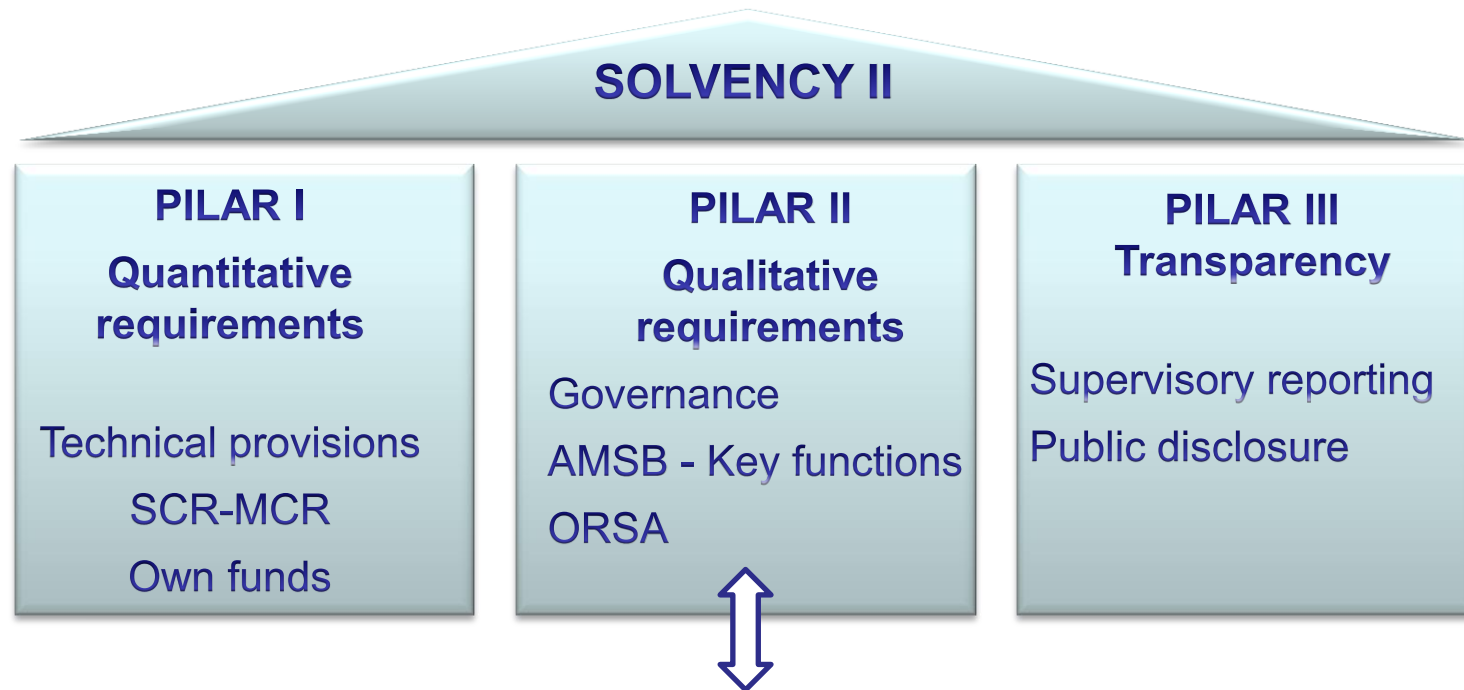 SOLVENCY II
PILAR I
Quantitative
requirements
Technical provisions
SCR-MCR
Own funds
PILAR II
Qualitative
requirements
Governance
AMSB - Key functions
ORSA
PILAR III
Transparency
Supervisory reporting
Public disclosure